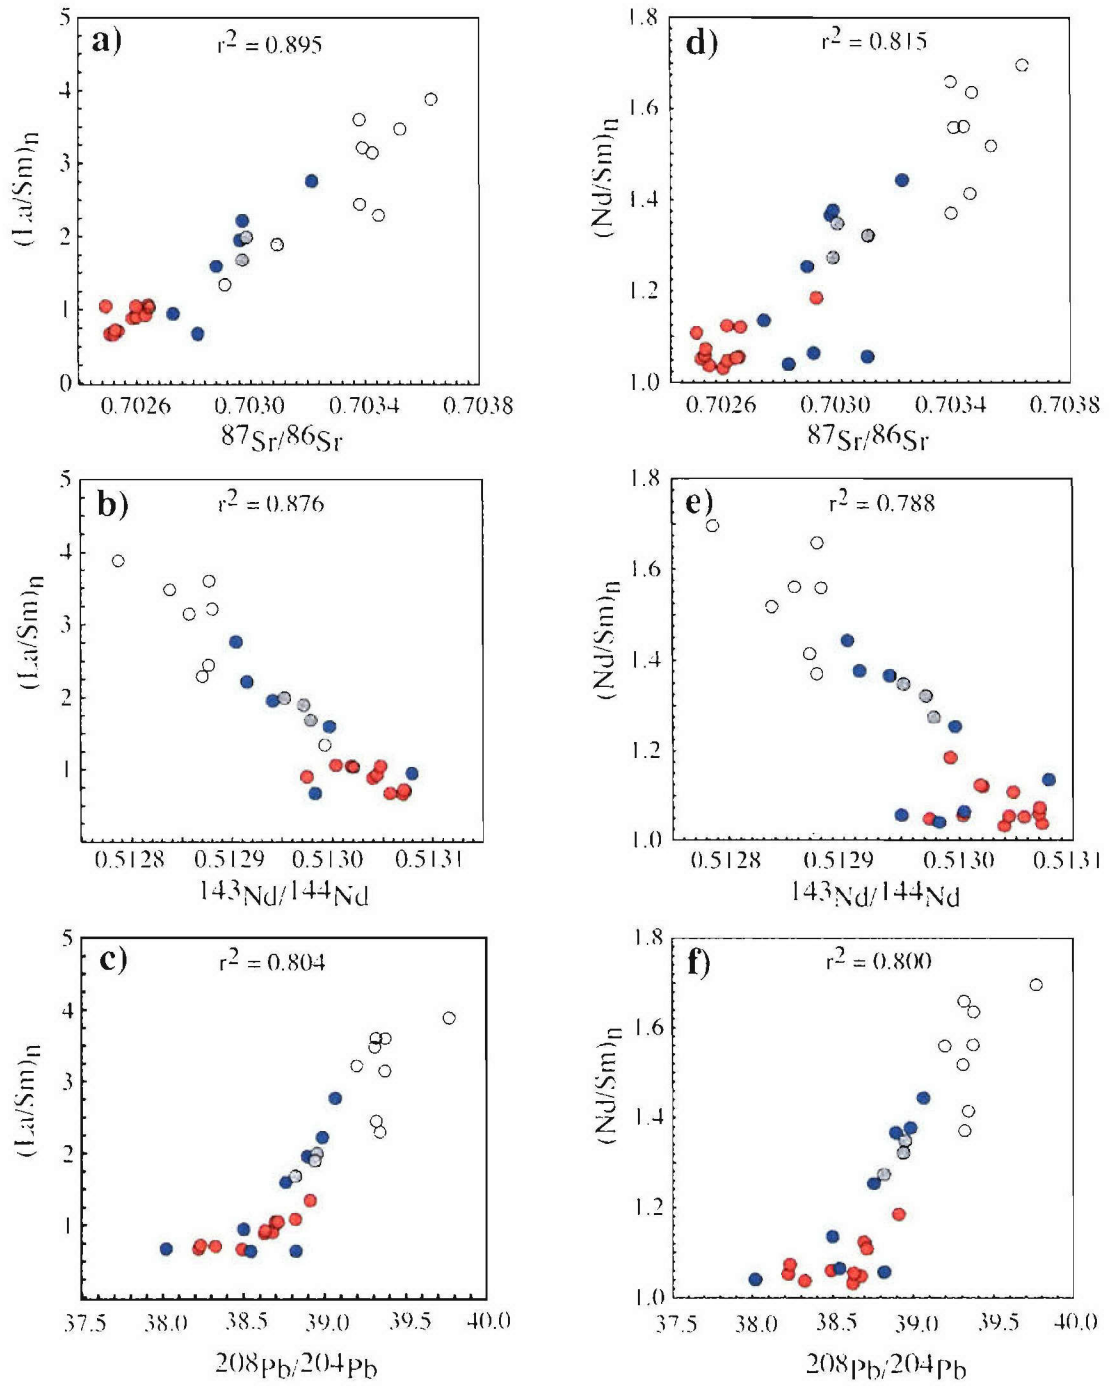 a)
r2 = 0.895
(La/Sm)n
5
4
3
2
1
0
0.7026 0.7030 0.7034 0.7038
87Sr/86Sr
d)
r2 = 0.815
(Nd/Sm)n
1.8
1.6
1.4
1.2
1.0
0.7026 0.7030 0.7034 0.7038
87Sr/86Sr
b)
r2 = 0.876
(La/Sm)n
5
4
3
2
1
0.5128 0.5129 0.5130 0.5131
143Nd/144Nd
e)
r2 = 0.788
(Nd/Sm)n
1.8
1.6
1.4
1.2
1.0
0.5128 0.5129 0.5130 0.5131
143Nd/144Nd
c)
r2 = 0.804
(La/Sm)n
5
4
3
2
1
37.5 38.0 38.5 39.0 39.5 40.0
208Pb/204Pb
f)
r2 = 0.800
(Nd/Sm)n
1.8
1.6
1.4
1.2
1.0
37.5 38.0 38.5 39.0 39.5 40.0
208Pb/204Pb